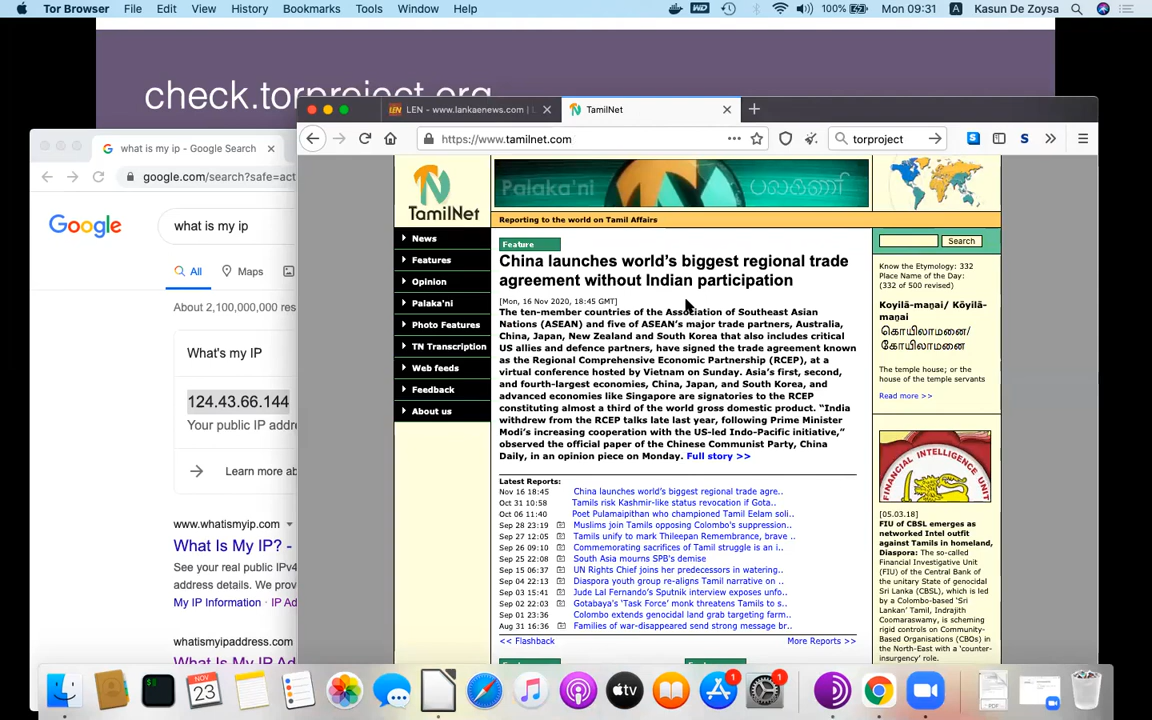 Tor Browser File Edit View History Bookmarks Tools Window Help
WD 100% Mon 09:31 A Kasun De Zoysa
check.torproject.org
LEN - www.lankaenews.com |
TamilNet
https://www.tamilnet.com
torproject
what is my ip - Google Search
google.com/search?safe=act
Google
what is my ip
All
Maps
About 2,100,000,000 res
What's my IP
124.43.66.144
Your public IP addre
Learn more ab
www.whatismyip.com
What Is My IP? -
See your real public IPv4
address details. We prov
My IP Information · IP Ad
whatismyipaddress.com
What Is My IP Ad
TamilNet
Palaka'ni
பலகணி
Reporting to the world on Tamil Affairs
News
Features
Opinion
Palaka'ni
Photo Features
TN Transcription
Web feeds
Feedback
About us
Feature
China launches world's biggest regional trade
agreement without Indian participation
[Mon, 16 Nov 2020, 18:45 GMT]
The ten-member countries of the Association of Southeast Asian
Nations (ASEAN) and five of ASEAN's major trade partners, Australia,
China, Japan, New Zealand and South Korea that also includes critical
US allies and defence partners, have signed the trade agreement known
as the Regional Comprehensive Economic Partnership (RCEP), at a
virtual conference hosted by Vietnam on Sunday. Asia's first, second,
and fourth-largest economies, China, Japan, and South Korea, and
advanced economies like Singapore are signatories to the RCEP
constituting almost a third of the world gross domestic product. “India
withdrew from the RCEP talks late last year, following Prime Minister
Modi's increasing cooperation with the US-led Indo-Pacific initiative,”
observed the official paper of the Chinese Communist Party, China
Daily, in an opinion piece on Monday. Full story >>
Latest Reports:
Nov 16 18:45 China launches world's biggest regional trade agre..
Oct 31 10:58 Tamils risk Kashmir-like status revocation if Gota..
Oct 06 11:40 Poet Pulamaipithan who championed Tamil Eelam soli..
Sep 28 23:19 Muslims join Tamils opposing Colombo's suppression..
Sep 27 12:05 Tamils unify to mark Thileepan Remembrance, brave ..
Sep 26 09:10 Commemorating sacrifices of Tamil struggle is an i..
Sep 25 22:08 South Asia mourns SPB's demise
Sep 15 06:37 UN Rights Chief joins her predecessors in watering..
Sep 04 22:13 Diaspora youth group re-aligns Tamil narrative on ..
Sep 03 15:41 Jude Lal Fernando's Sputnik interview exposes unfo..
Sep 02 22:03 Gotabaya's 'Task Force' monk threatens Tamils to s..
Sep 01 23:36 Colombo extends genocidal land grab targeting farm..
Aug 31 16:36 Families of war-disappeared send strong message br..
<< Flashback
More Reports >>
Search
Know the Etymology: 332
Place Name of the Day:
(332 of 500 revised)
Koyilā-maṇai/ Kōyilā-
maṇai
கொயிலாமனை/
கோயிலாமனை
The temple house; or the
house of the temple servants
Read more >>
FINANCIAL INTELLIGENCE UNIT
[05.03.18]
FIU of CBSL emerges as
networked Intel outfit
against Tamils in homeland,
Diaspora: The so-called
Financial Investigative Unit
(FIU) of the Central Bank of
the unitary State of genocidal
Sri Lanka (CBSL), which is led
by a Colombo-based 'Sri
Lankan' Tamil, Indrajith
Coomaraswamy, is scheming
rigid controls on Community-
Based Organisations (CBOs) in
the North-East with a 'counter-
insurgency' role.
NOV
23
tv
1
1
PDF